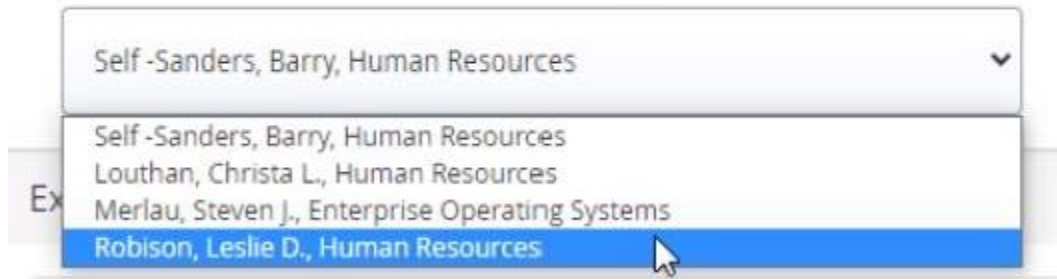 Self -Sanders, Barry, Human Resources
Self -Sanders, Barry, Human Resources
Louthan, Christa L., Human Resources
Ex
Merlau, Steven J., Enterprise Operating Systems
Robison, Leslie D., Human Resources